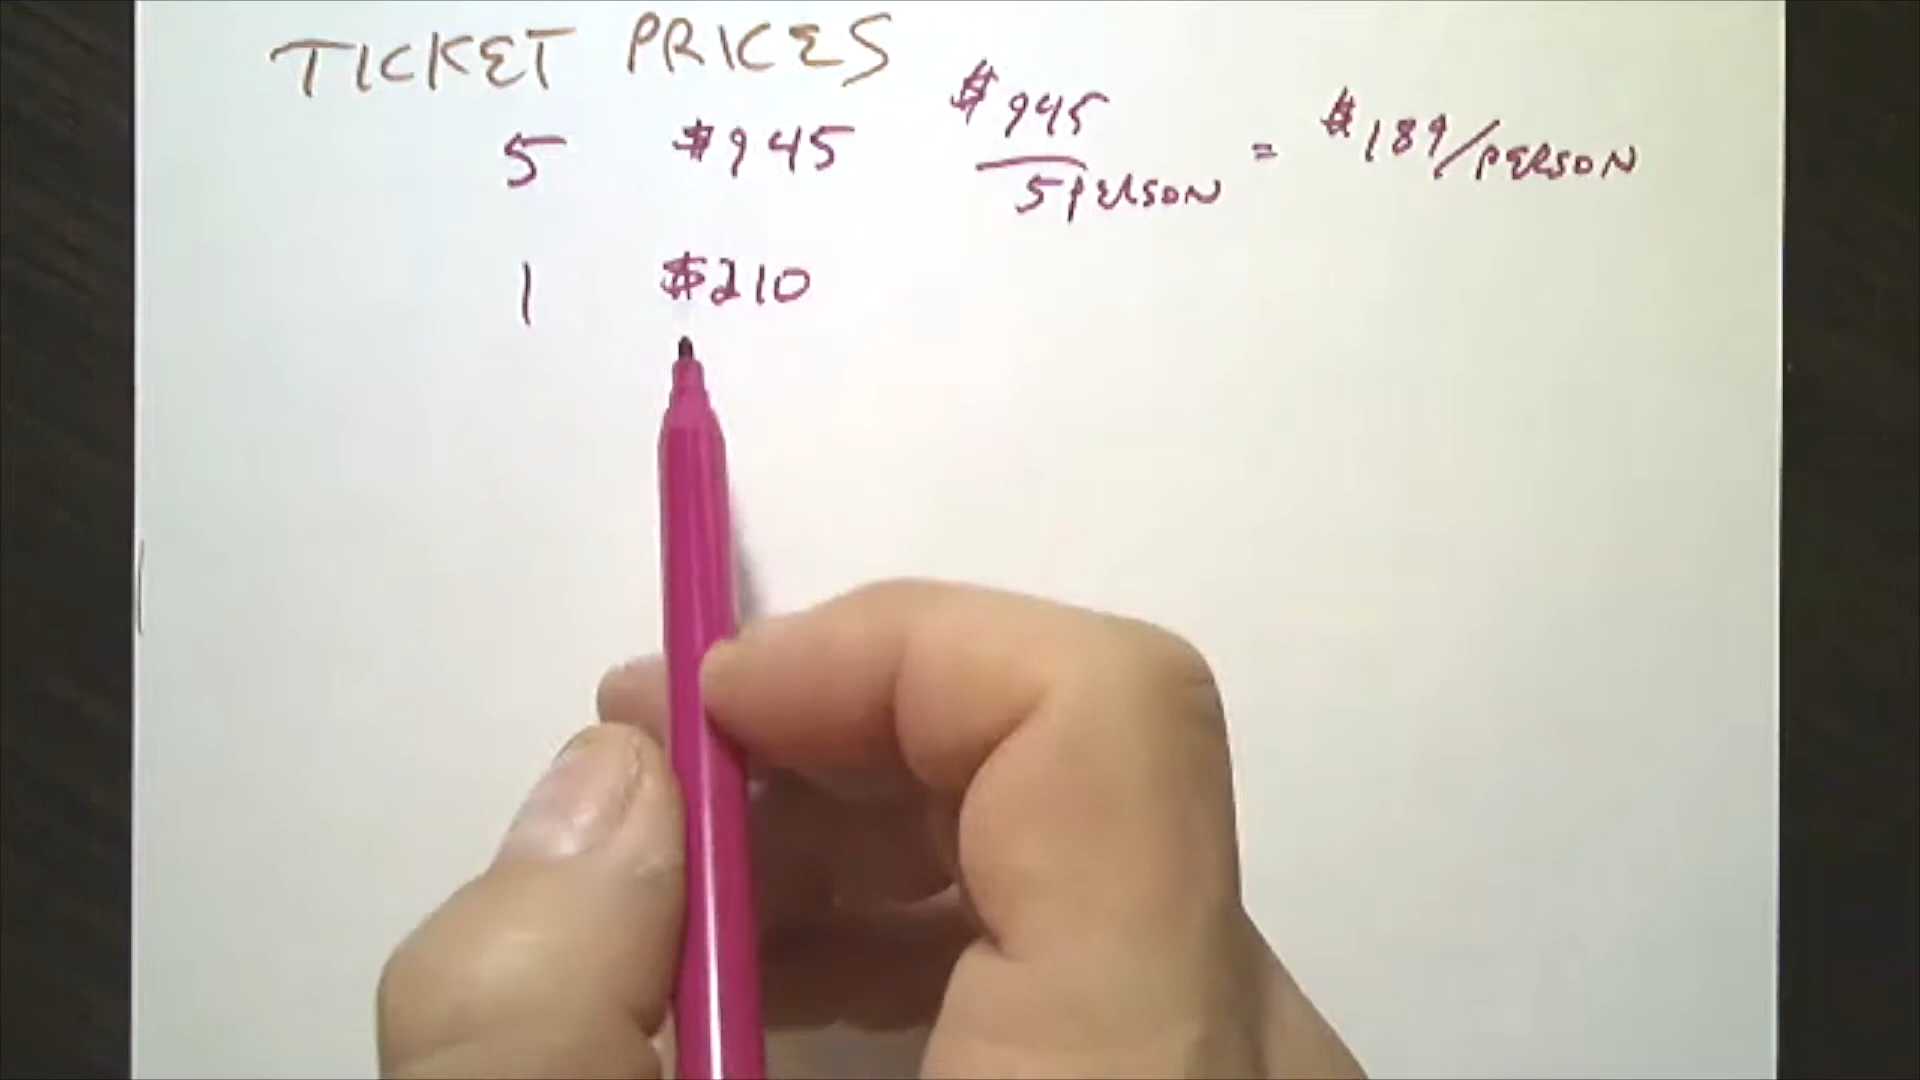 TICKET PRICES
5 $945 $945 / 5 PERSON = $189/PERSON
1 $210